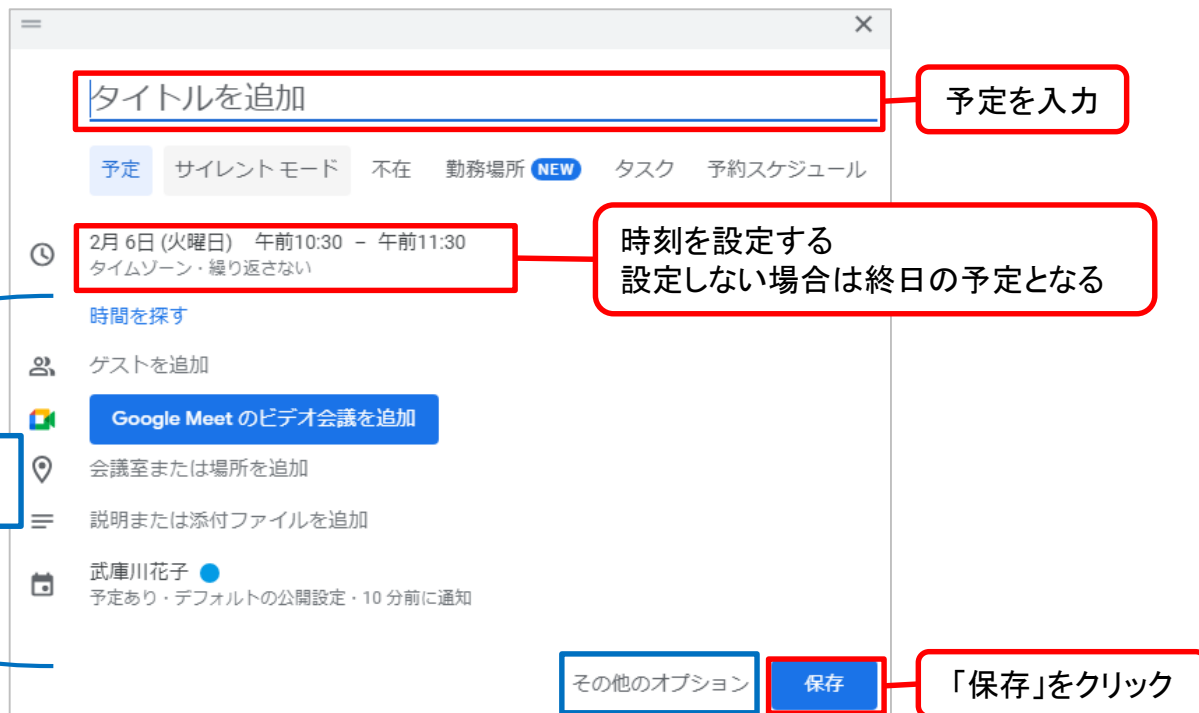 タイトルを追加
予定を入力
予定 サイレント モード 不在 勤務場所 NEW タスク 予約スケジュール
2月 6日 (火曜日) 午前10:30 – 午前11:30
タイムゾーン・繰り返さない
時刻を設定する
設定しない場合は終日の予定となる
時間を探す
ゲストを追加
Google Meet のビデオ会議を追加
会議室または場所を追加
説明または添付ファイルを追加
武庫川花子
予定あり・デフォルトの公開設定・10 分前に通知
その他のオプション 保存
「保存」をクリック